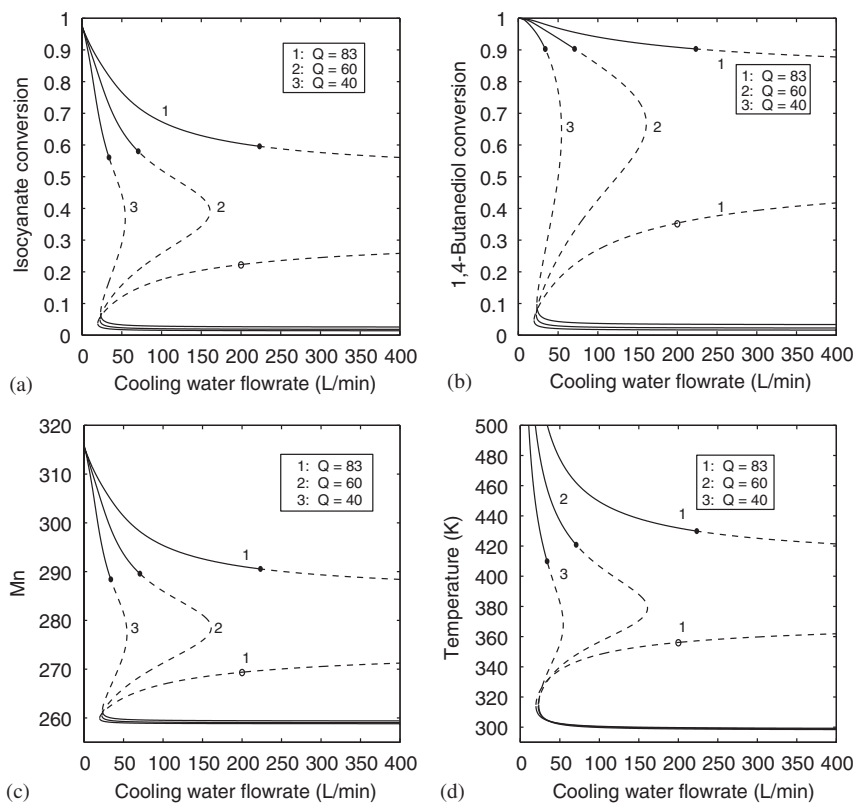 1
0.9
0.8
0.7
0.6
0.5
0.4
0.3
0.2
0.1
0
0 50 100 150 200 250 300 350 400
Isocyanate conversion
Cooling water flowrate (L/min)
1: Q = 83
2: Q = 60
3: Q = 40
1
2
3
(a)
1
0.9
0.8
0.7
0.6
0.5
0.4
0.3
0.2
0.1
0
0 50 100 150 200 250 300 350 400
1,4-Butanediol conversion
Cooling water flowrate (L/min)
1: Q = 83
2: Q = 60
3: Q = 40
1
3
2
1
(b)
320
310
300
290
280
270
260
0 50 100 150 200 250 300 350 400
Mn
Cooling water flowrate (L/min)
1: Q = 83
2: Q = 60
3: Q = 40
1
3
2
1
(c)
500
480
460
440
420
400
380
360
340
320
300
0 50 100 150 200 250 300 350 400
Temperature (K)
Cooling water flowrate (L/min)
1: Q = 83
2: Q = 60
3: Q = 40
2
1
3
1
(d)